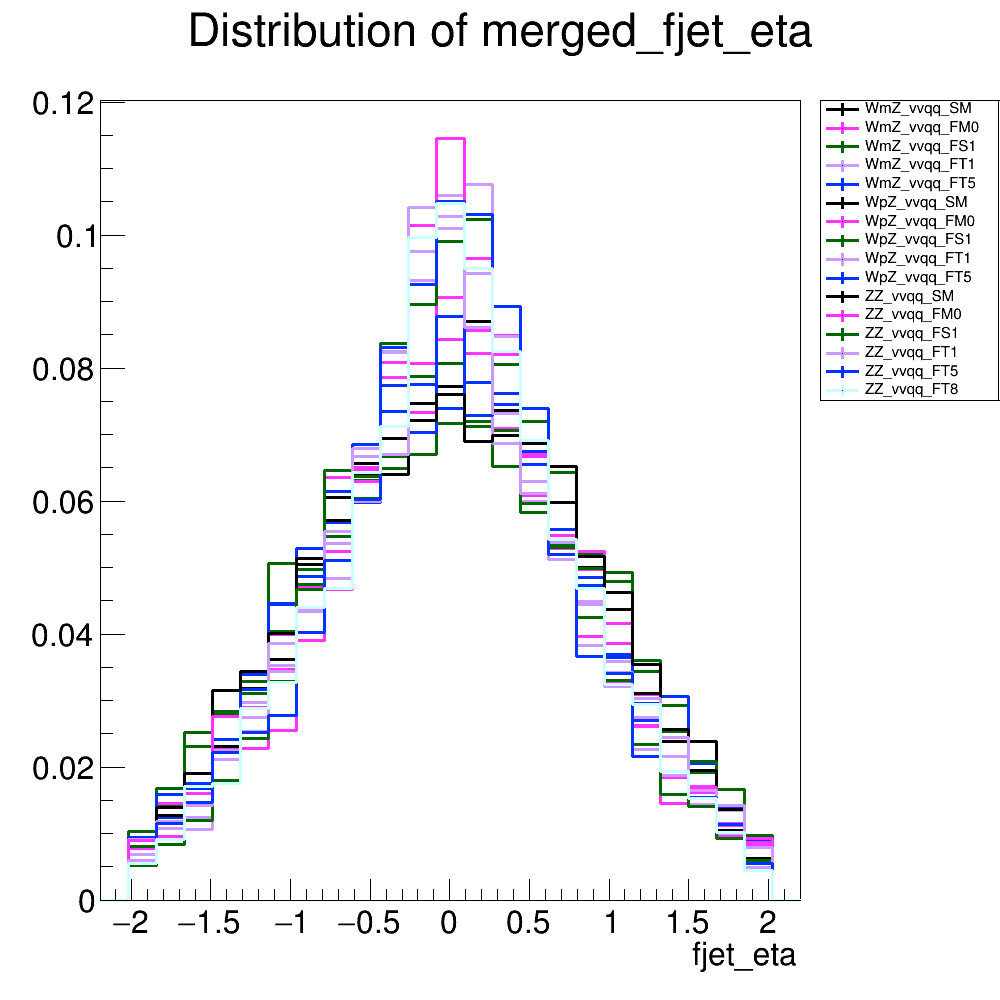 Distribution of merged_fjet_eta
0.12
0.1
0.08
0.06
0.04
0.02
0
−2
−1.5
−1
−0.5
0
0.5
1
1.5
2
fjet_eta
WmZ_vvqq_SM
WmZ_vvqq_FM0
WmZ_vvqq_FS1
WmZ_vvqq_FT1
WmZ_vvqq_FT5
WpZ_vvqq_SM
WpZ_vvqq_FM0
WpZ_vvqq_FS1
WpZ_vvqq_FT1
WpZ_vvqq_FT5
ZZ_vvqq_SM
ZZ_vvqq_FM0
ZZ_vvqq_FS1
ZZ_vvqq_FT1
ZZ_vvqq_FT5
ZZ_vvqq_FT8